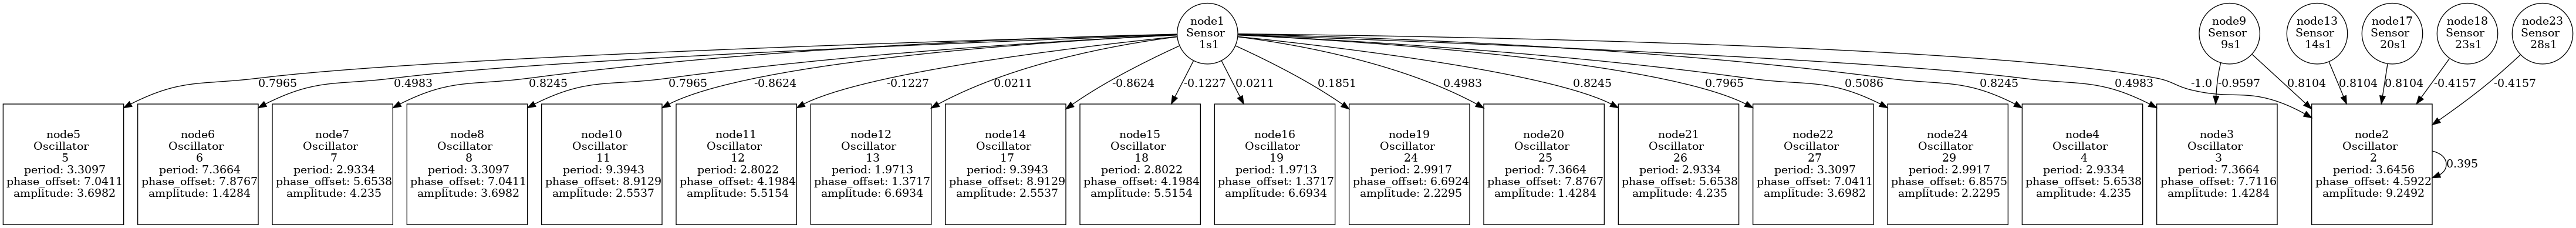 node1
Sensor
1s1
node9
Sensor
9s1
node13
Sensor
14s1
node17
Sensor
20s1
node18
Sensor
23s1
node23
Sensor
28s1
0.7965
0.4983
0.8245
0.7965
-0.8624
-0.1227
0.0211
-0.8624
-0.1227
0.0211
0.1851
0.4983
0.8245
0.7965
0.5086
0.8245
0.4983
-1.0
-0.9597
0.8104
0.8104
0.8104
-0.4157
-0.4157
node5
Oscillator
5
period: 3.3097
phase_offset: 7.0411
amplitude: 3.6982
node6
Oscillator
6
period: 7.3664
phase_offset: 7.8767
amplitude: 1.4284
node7
Oscillator
7
period: 2.9334
phase_offset: 5.6538
amplitude: 4.235
node8
Oscillator
8
period: 3.3097
phase_offset: 7.0411
amplitude: 3.6982
node10
Oscillator
11
period: 9.3943
phase_offset: 8.9129
amplitude: 2.5537
node11
Oscillator
12
period: 2.8022
phase_offset: 4.1984
amplitude: 5.5154
node12
Oscillator
13
period: 1.9713
phase_offset: 1.3717
amplitude: 6.6934
node14
Oscillator
17
period: 9.3943
phase_offset: 8.9129
amplitude: 2.5537
node15
Oscillator
18
period: 2.8022
phase_offset: 4.1984
amplitude: 5.5154
node16
Oscillator
19
period: 1.9713
phase_offset: 1.3717
amplitude: 6.6934
node19
Oscillator
24
period: 2.9917
phase_offset: 6.6924
amplitude: 2.2295
node20
Oscillator
25
period: 7.3664
phase_offset: 7.8767
amplitude: 1.4284
node21
Oscillator
26
period: 2.9334
phase_offset: 5.6538
amplitude: 4.235
node22
Oscillator
27
period: 3.3097
phase_offset: 7.0411
amplitude: 3.6982
node24
Oscillator
29
period: 2.9917
phase_offset: 6.8575
amplitude: 2.2295
node4
Oscillator
4
period: 2.9334
phase_offset: 5.6538
amplitude: 4.235
node3
Oscillator
3
period: 7.3664
phase_offset: 7.7116
amplitude: 1.4284
node2
Oscillator
2
period: 3.6456
phase_offset: 4.5922
amplitude: 9.2492
0.395